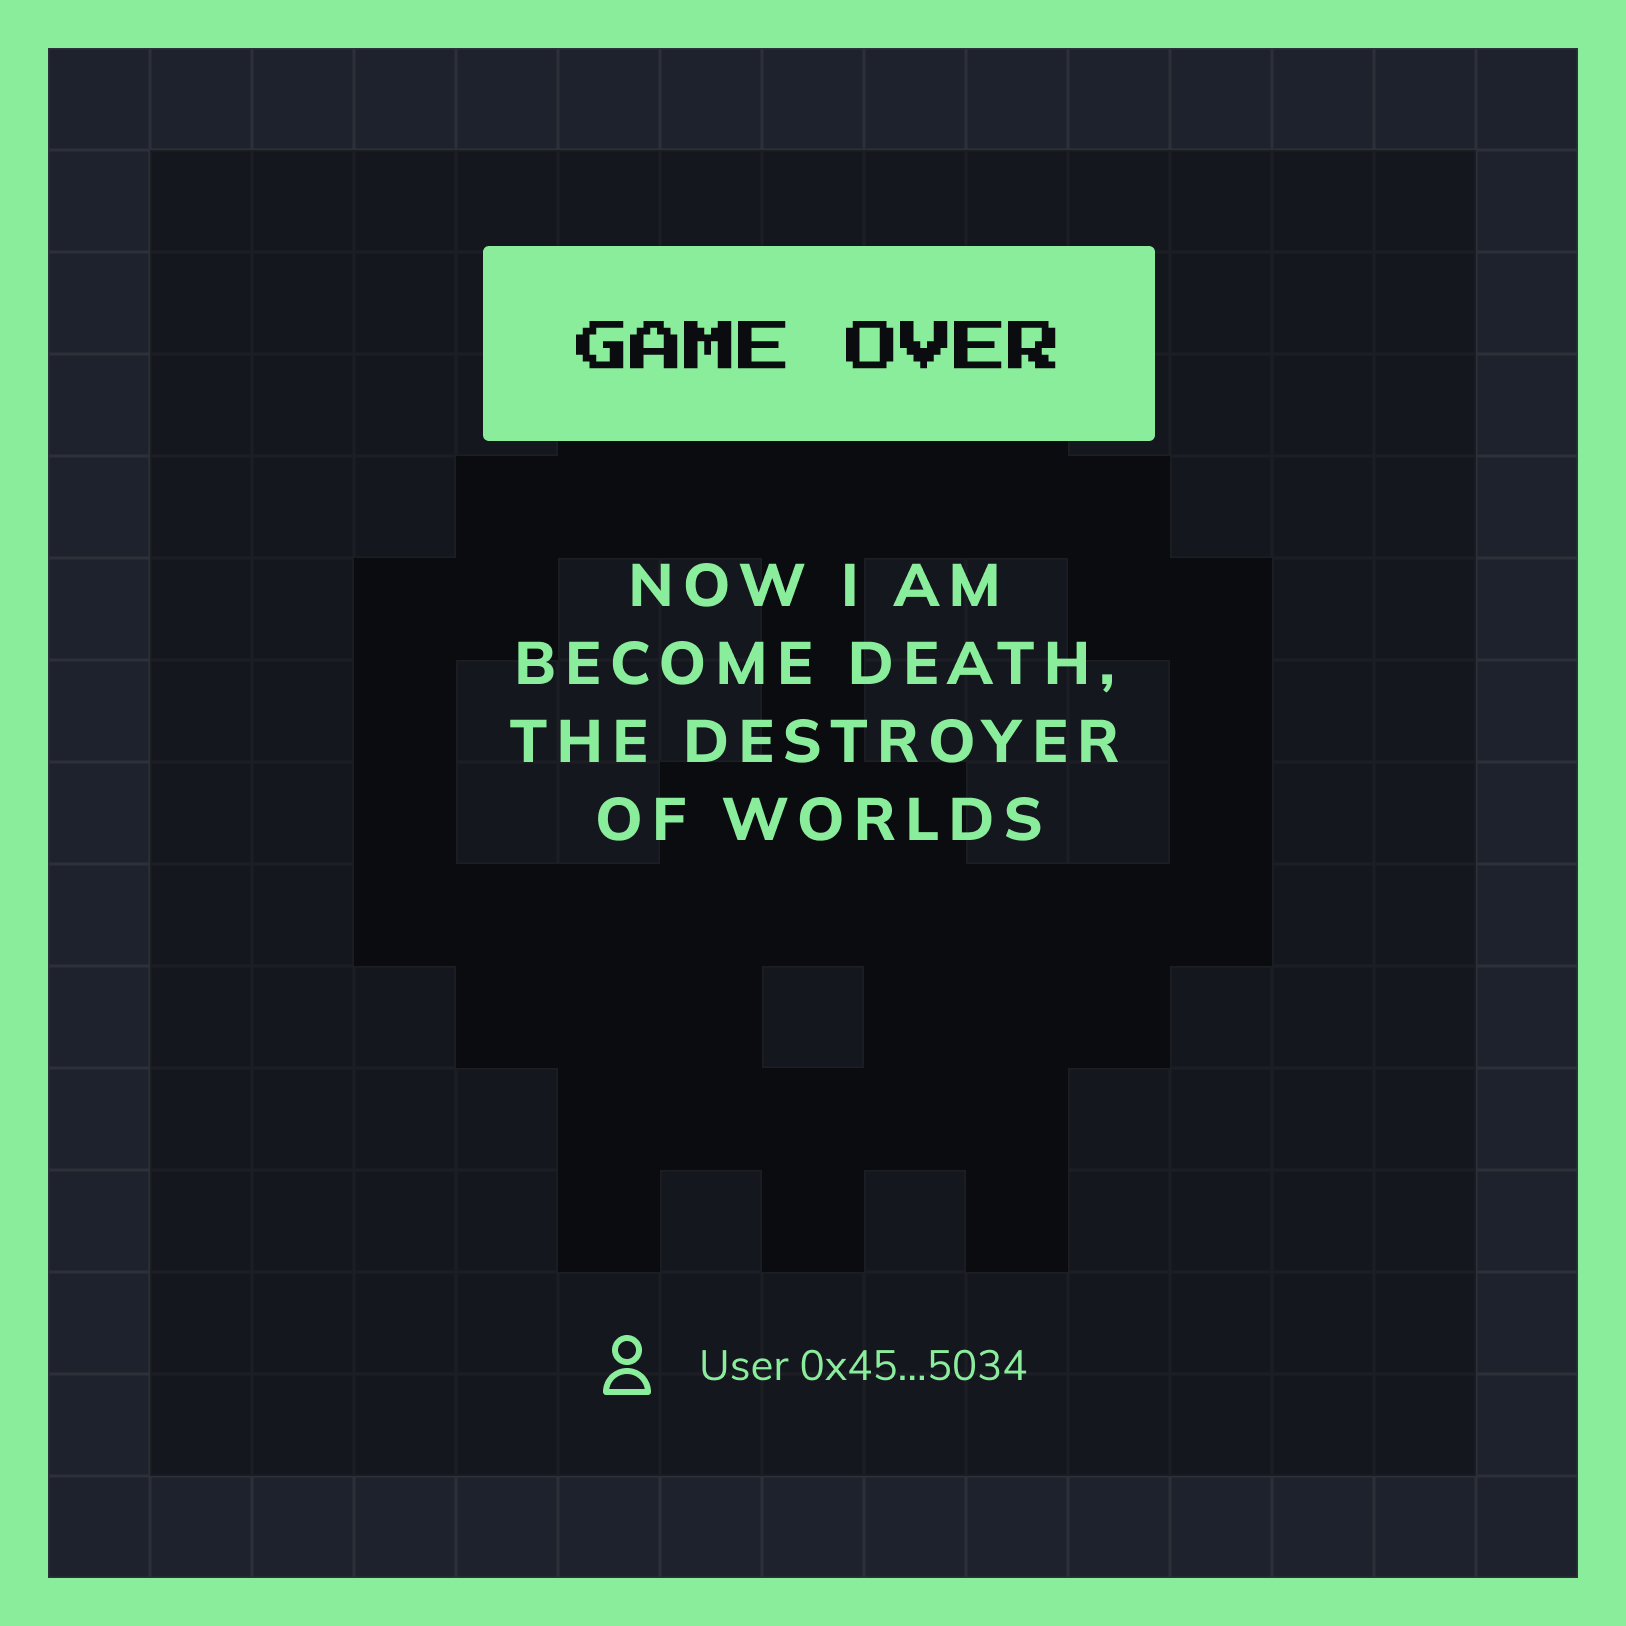 GAME OVER
NOW I AM
BECOME DEATH,
THE DESTROYER
OF WORLDS
User 0x45...5034